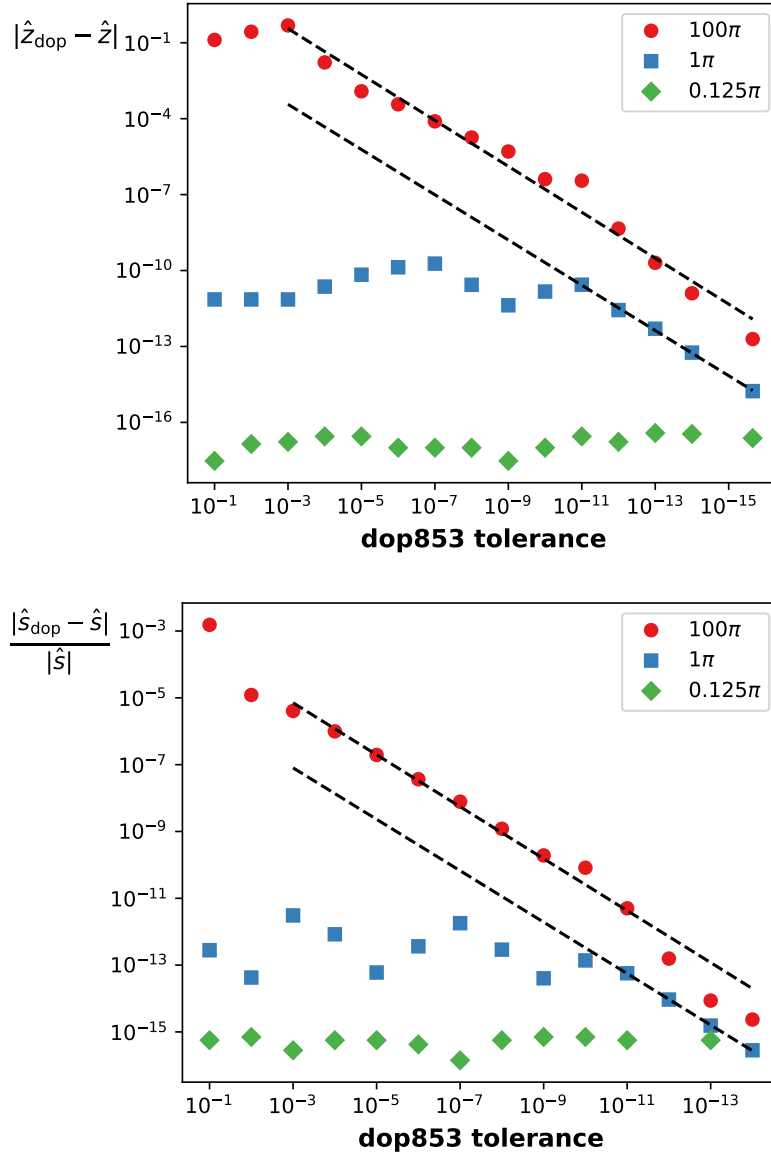 |ẑ_dop − ẑ|
10⁻¹
10⁻⁴
10⁻⁷
10⁻¹⁰
10⁻¹³
10⁻¹⁶
100π
1π
0.125π
10⁻¹ 10⁻³ 10⁻⁵ 10⁻⁷ 10⁻⁹ 10⁻¹¹ 10⁻¹³ 10⁻¹⁵
dop853 tolerance
|ŝ_dop − ŝ|
|ŝ|
10⁻³
10⁻⁵
10⁻⁷
10⁻⁹
10⁻¹¹
10⁻¹³
10⁻¹⁵
100π
1π
0.125π
10⁻¹ 10⁻³ 10⁻⁵ 10⁻⁷ 10⁻⁹ 10⁻¹¹ 10⁻¹³
dop853 tolerance